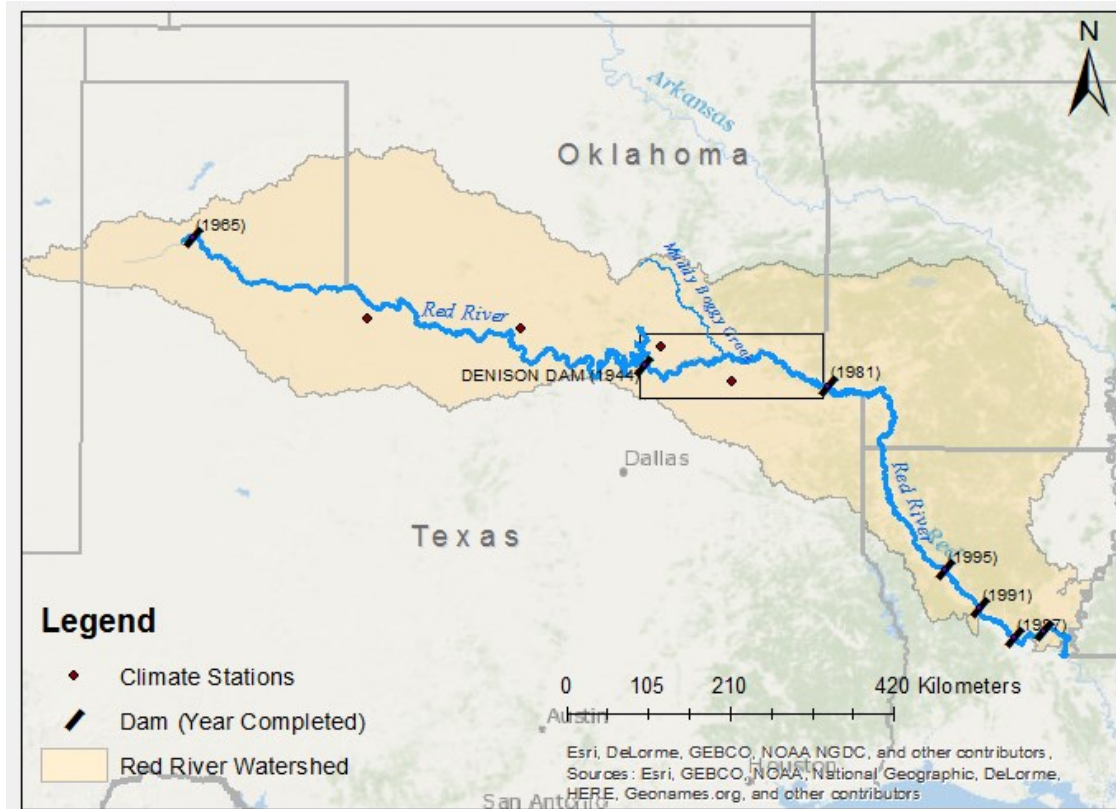 N
Arkansas
Oklahoma
(1965)
Muddy Boggy Creek
Red River
DENISON DAM (1944)
(1981)
Dallas
Red River
Red
Texas
(1995)
(1991)
Legend
Climate Stations
Dam (Year Completed)
Red River Watershed
0 105 210 420 Kilometers
Austin
Houston
San Antonio
Esri, DeLorme, GEBCO, NOAA NGDC, and other contributors,
Sources: Esri, GEBCO, NOAA, National Geographic, DeLorme,
HERE, Geonames.org, and other contributors